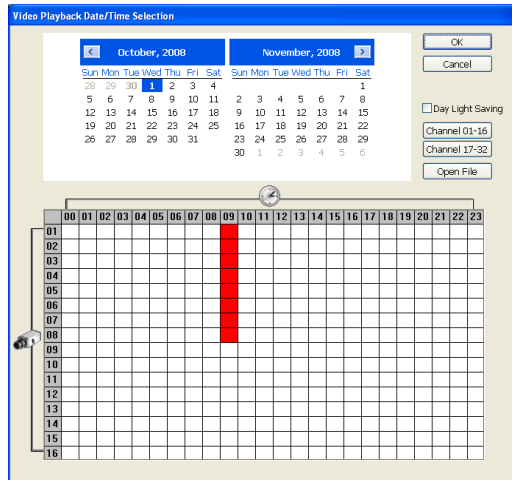 Video Playback Date/Time Selection
October, 2008 November, 2008
Sun Mon Tue Wed Thu Fri Sat Sun Mon Tue Wed Thu Fri Sat
28 29 30 1 2 3 4 1
5 6 7 8 9 10 11 2 3 4 5 6 7 8
12 13 14 15 16 17 18 9 10 11 12 13 14 15
19 20 21 22 23 24 25 16 17 18 19 20 21 22
26 27 28 29 30 31 23 24 25 26 27 28 29
30 1 2 3 4 5 6
OK
Cancel
Day Light Saving
Channel 01-16
Channel 17-32
Open File
00 01 02 03 04 05 06 07 08 09 10 11 12 13 14 15 16 17 18 19 20 21 22 23
01
02
03
04
05
06
07
08
09
10
11
12
13
14
15
16